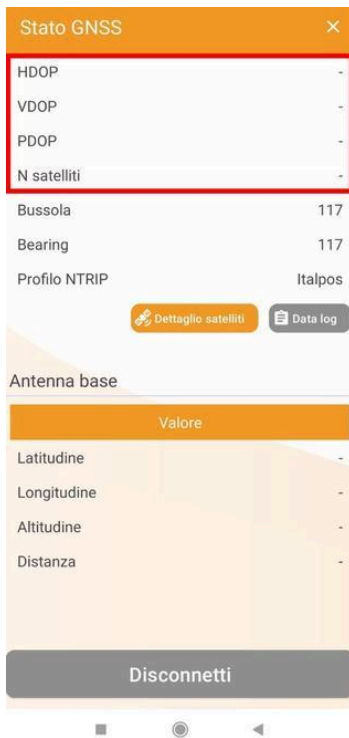 Stato GNSS ×
HDOP -
VDOP -
PDOP -
N satelliti -
Bussola 117
Bearing 117
Profilo NTRIP Italpos
Dettaglio satelliti Data log
Antenna base
Valore
Latitudine -
Longitudine -
Altitudine -
Distanza -
Disconnetti